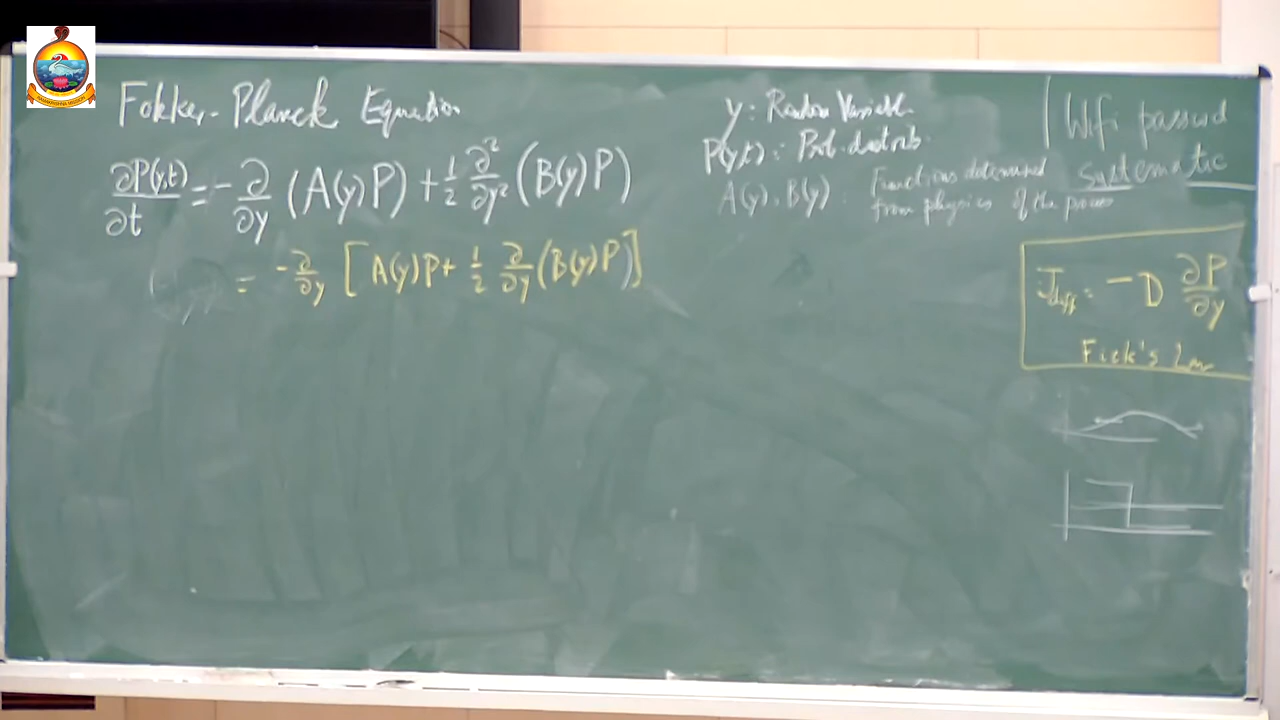 Fokker-Planck Equation
∂P(y,t)/∂t = -∂/∂y (A(y)P) + 1/2 ∂²/∂y² (B(y)P)
= -∂/∂y [A(y)P + 1/2 ∂/∂y (B(y)P)]
y: Random Variable
P(y,t): Prob. distrib.
A(y), B(y): Functions determined
from physics of the process
Wifi passwd
systematic
J_diff = -D ∂P/∂y
Fick's Law